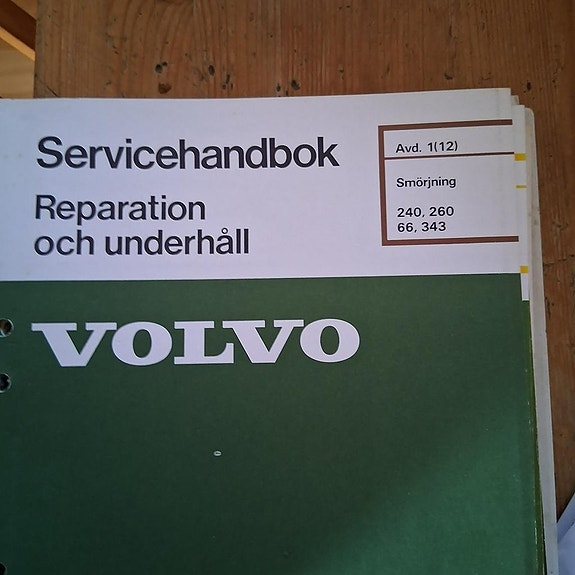 Servicehandbok
Reparation
och underhåll
Avd. 1(12)
Smörjning
240, 260
66, 343
VOLVO